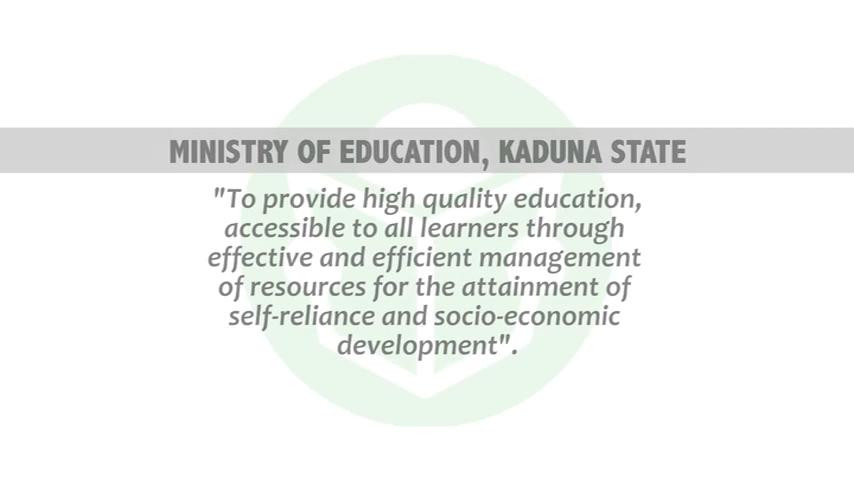 MINISTRY OF EDUCATION, KADUNA STATE
"To provide high quality education,
accessible to all learners through
effective and efficient management
of resources for the attainment of
self-reliance and socio-economic
development".